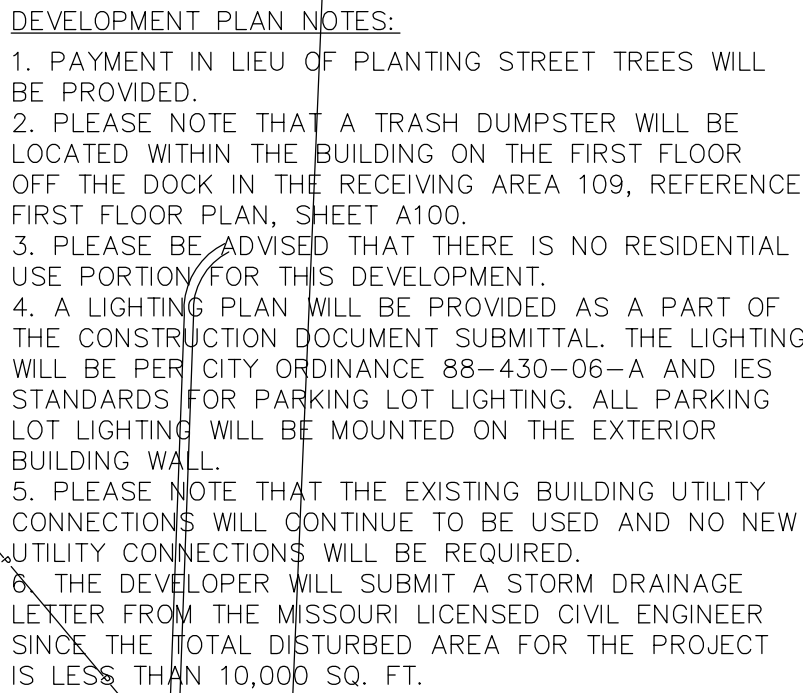 DEVELOPMENT PLAN NOTES:
1. PAYMENT IN LIEU OF PLANTING STREET TREES WILL
BE PROVIDED.
2. PLEASE NOTE THAT A TRASH DUMPSTER WILL BE
LOCATED WITHIN THE BUILDING ON THE FIRST FLOOR
OFF THE DOCK IN THE RECEIVING AREA 109, REFERENCE
FIRST FLOOR PLAN, SHEET A100.
3. PLEASE BE ADVISED THAT THERE IS NO RESIDENTIAL
USE PORTION FOR THIS DEVELOPMENT.
4. A LIGHTING PLAN WILL BE PROVIDED AS A PART OF
THE CONSTRUCTION DOCUMENT SUBMITTAL. THE LIGHTING
WILL BE PER CITY ORDINANCE 88-430-06-A AND IES
STANDARDS FOR PARKING LOT LIGHTING. ALL PARKING
LOT LIGHTING WILL BE MOUNTED ON THE EXTERIOR
BUILDING WALL.
5. PLEASE NOTE THAT THE EXISTING BUILDING UTILITY
CONNECTIONS WILL CONTINUE TO BE USED AND NO NEW
UTILITY CONNECTIONS WILL BE REQUIRED.
6. THE DEVELOPER WILL SUBMIT A STORM DRAINAGE
LETTER FROM THE MISSOURI LICENSED CIVIL ENGINEER
SINCE THE TOTAL DISTURBED AREA FOR THE PROJECT
IS LESS THAN 10,000 SQ. FT.